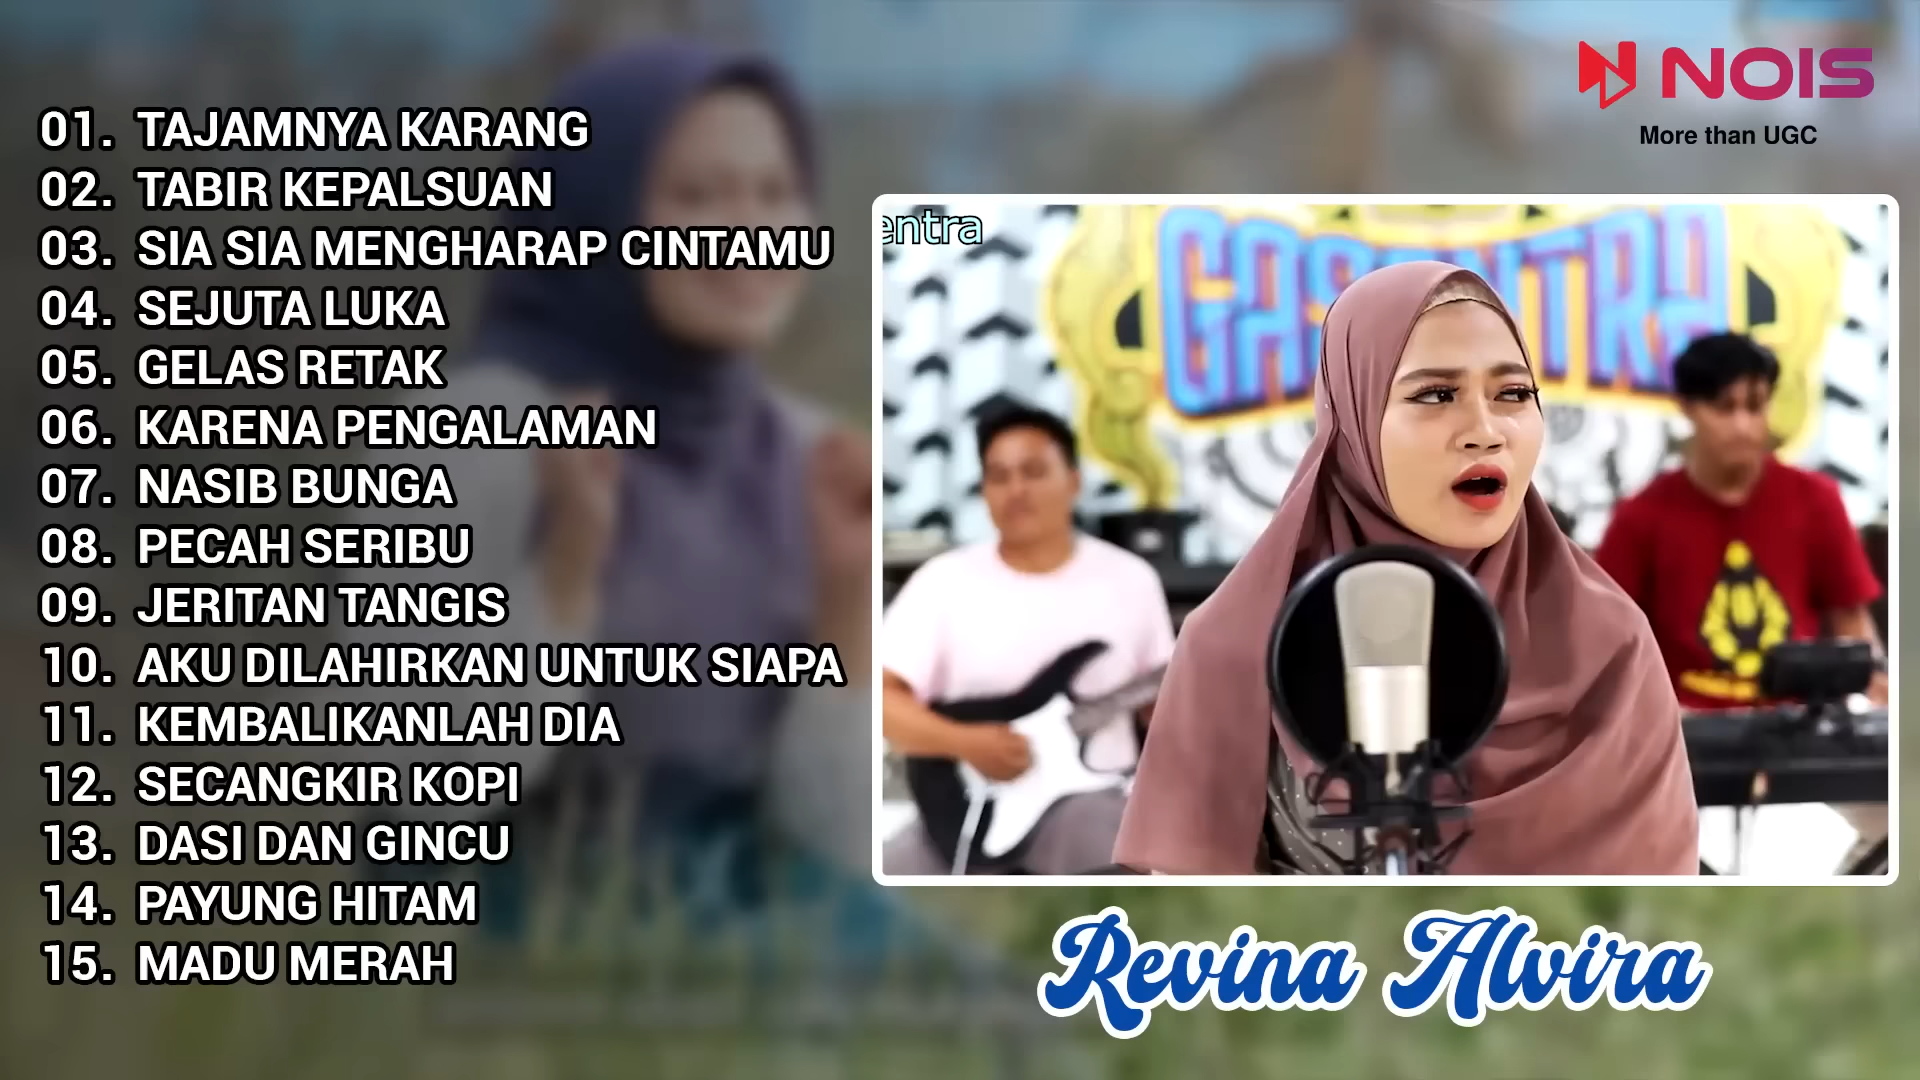 01. TAJAMNYA KARANG
02. TABIR KEPALSUAN
03. SIA SIA MENGHARAP CINTAMU
04. SEJUTA LUKA
05. GELAS RETAK
06. KARENA PENGALAMAN
07. NASIB BUNGA
08. PECAH SERIBU
09. JERITAN TANGIS
10. AKU DILAHIRKAN UNTUK SIAPA
11. KEMBALIKANLAH DIA
12. SECANGKIR KOPI
13. DASI DAN GINCU
14. PAYUNG HITAM
15. MADU MERAH
NOIS
More than UGC
entra
GASENTRA
Revina Alvira